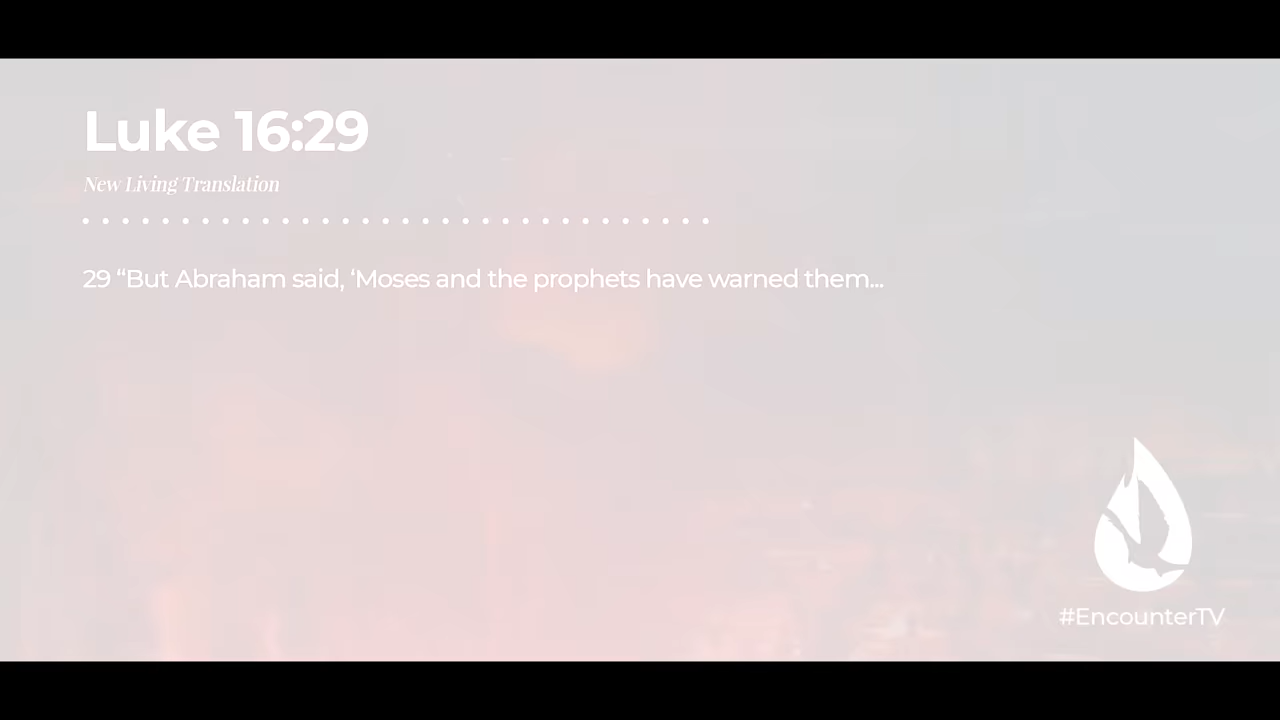 Luke 16:29
New Living Translation
29 “But Abraham said, ‘Moses and the prophets have warned them...
#EncounterTV